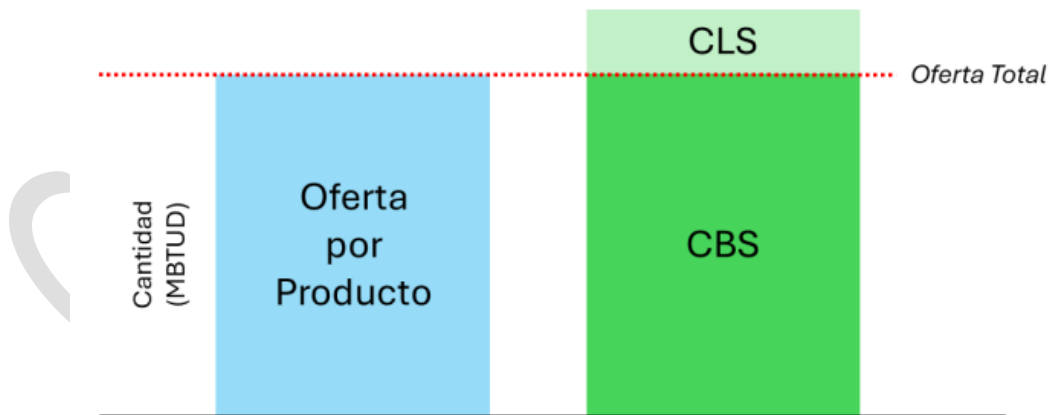 CLS
Oferta Total
Oferta
por
Producto
CBS
Cantidad
(MBTUD)